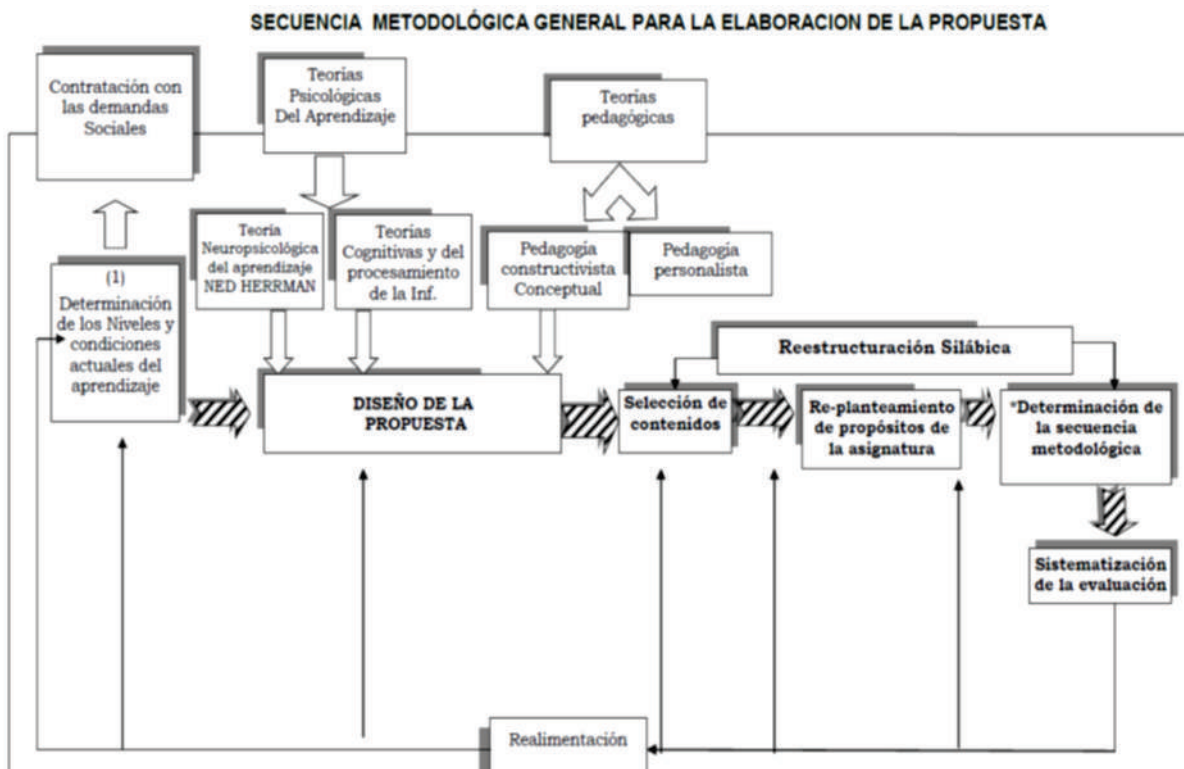 SECUENCIA METODOLÓGICA GENERAL PARA LA ELABORACION DE LA PROPUESTA
Contratación con
las demandas
Sociales
Teorías
Psicológicas
Del Aprendizaje
Teorías
pedagógicas
Teoría
Neuropsicológica
del aprendizaje
NED HERRMAN
Teorías
Cognitivas y del
procesamiento
de la Inf.
Pedagogía
constructivista
Conceptual
Pedagogía
personalista
(1)
Determinación
de los Niveles y
condiciones
actuales del
aprendizaje
Reestructuración Silábica
DISEÑO DE LA
PROPUESTA
Selección de
contenidos
Re-planteamiento
de propósitos de
la asignatura
*Determinación de
la secuencia
metodológica
Sistematización
de la evaluación
Realimentación